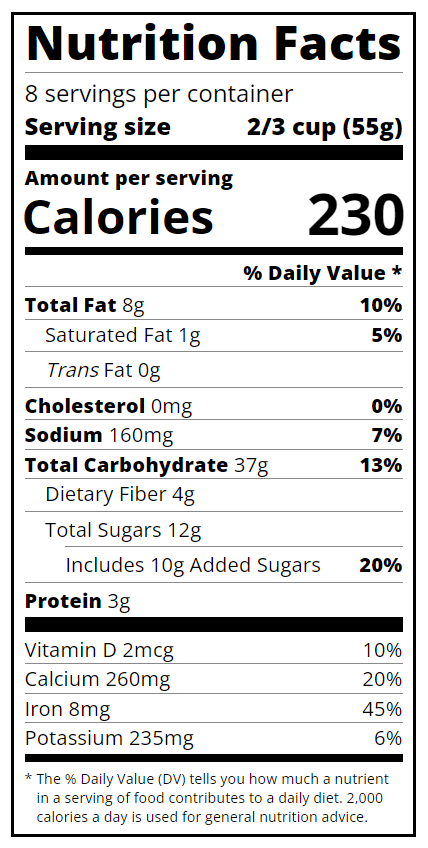 Nutrition Facts
8 servings per container
Serving size 2/3 cup (55g)
Amount per serving
Calories 230
% Daily Value *
Total Fat 8g 10%
Saturated Fat 1g 5%
Trans Fat 0g
Cholesterol 0mg 0%
Sodium 160mg 7%
Total Carbohydrate 37g 13%
Dietary Fiber 4g
Total Sugars 12g
Includes 10g Added Sugars 20%
Protein 3g
Vitamin D 2mcg 10%
Calcium 260mg 20%
Iron 8mg 45%
Potassium 235mg 6%
* The % Daily Value (DV) tells you how much a nutrient
in a serving of food contributes to a daily diet. 2,000
calories a day is used for general nutrition advice.